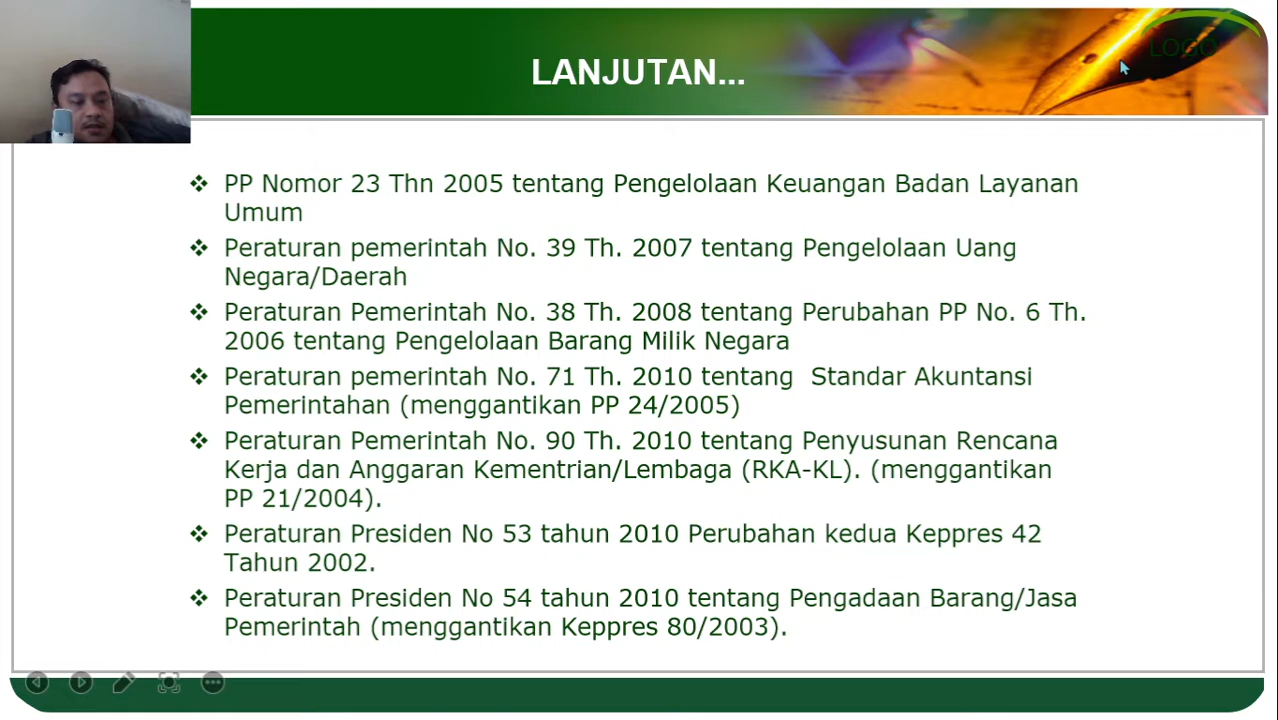 LOGO
LANJUTAN...
❖ PP Nomor 23 Thn 2005 tentang Pengelolaan Keuangan Badan Layanan
Umum
❖ Peraturan pemerintah No. 39 Th. 2007 tentang Pengelolaan Uang
Negara/Daerah
❖ Peraturan Pemerintah No. 38 Th. 2008 tentang Perubahan PP No. 6 Th.
2006 tentang Pengelolaan Barang Milik Negara
❖ Peraturan pemerintah No. 71 Th. 2010 tentang  Standar Akuntansi
Pemerintahan (menggantikan PP 24/2005)
❖ Peraturan Pemerintah No. 90 Th. 2010 tentang Penyusunan Rencana
Kerja dan Anggaran Kementrian/Lembaga (RKA-KL). (menggantikan
PP 21/2004).
❖ Peraturan Presiden No 53 tahun 2010 Perubahan kedua Keppres 42
Tahun 2002.
❖ Peraturan Presiden No 54 tahun 2010 tentang Pengadaan Barang/Jasa
Pemerintah (menggantikan Keppres 80/2003).